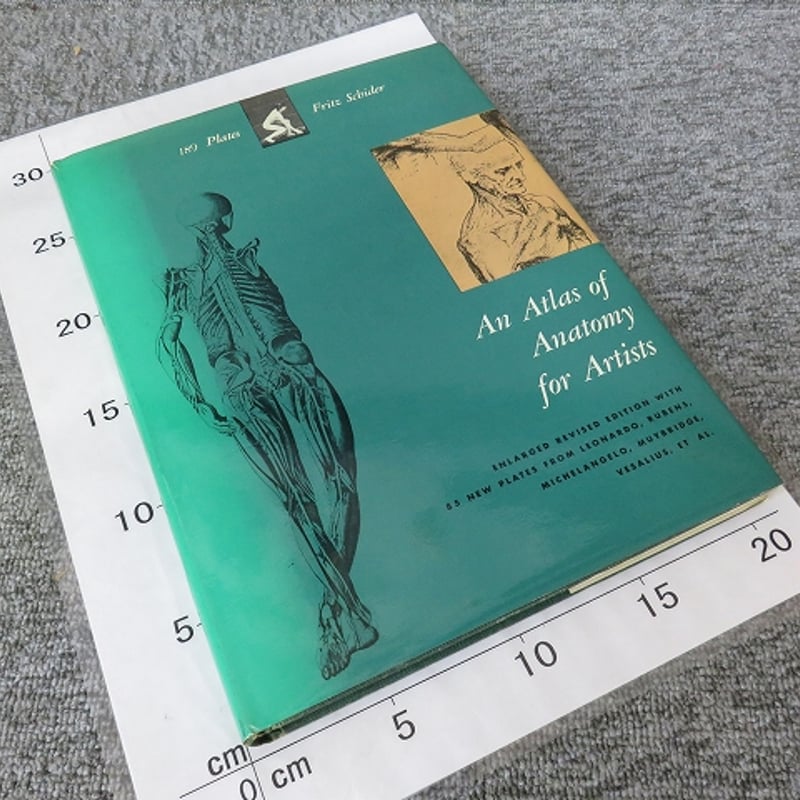 189 Plates Fritz Schider
An Atlas of
Anatomy
for Artists
ENLARGED REVISED EDITION WITH
85 NEW PLATES FROM LEONARDO, RUBENS,
MICHELANGELO, MUYBRIDGE,
VESALIUS, ET AL.
30
25
20
15
10
5
cm
0
cm
5
10
15
20